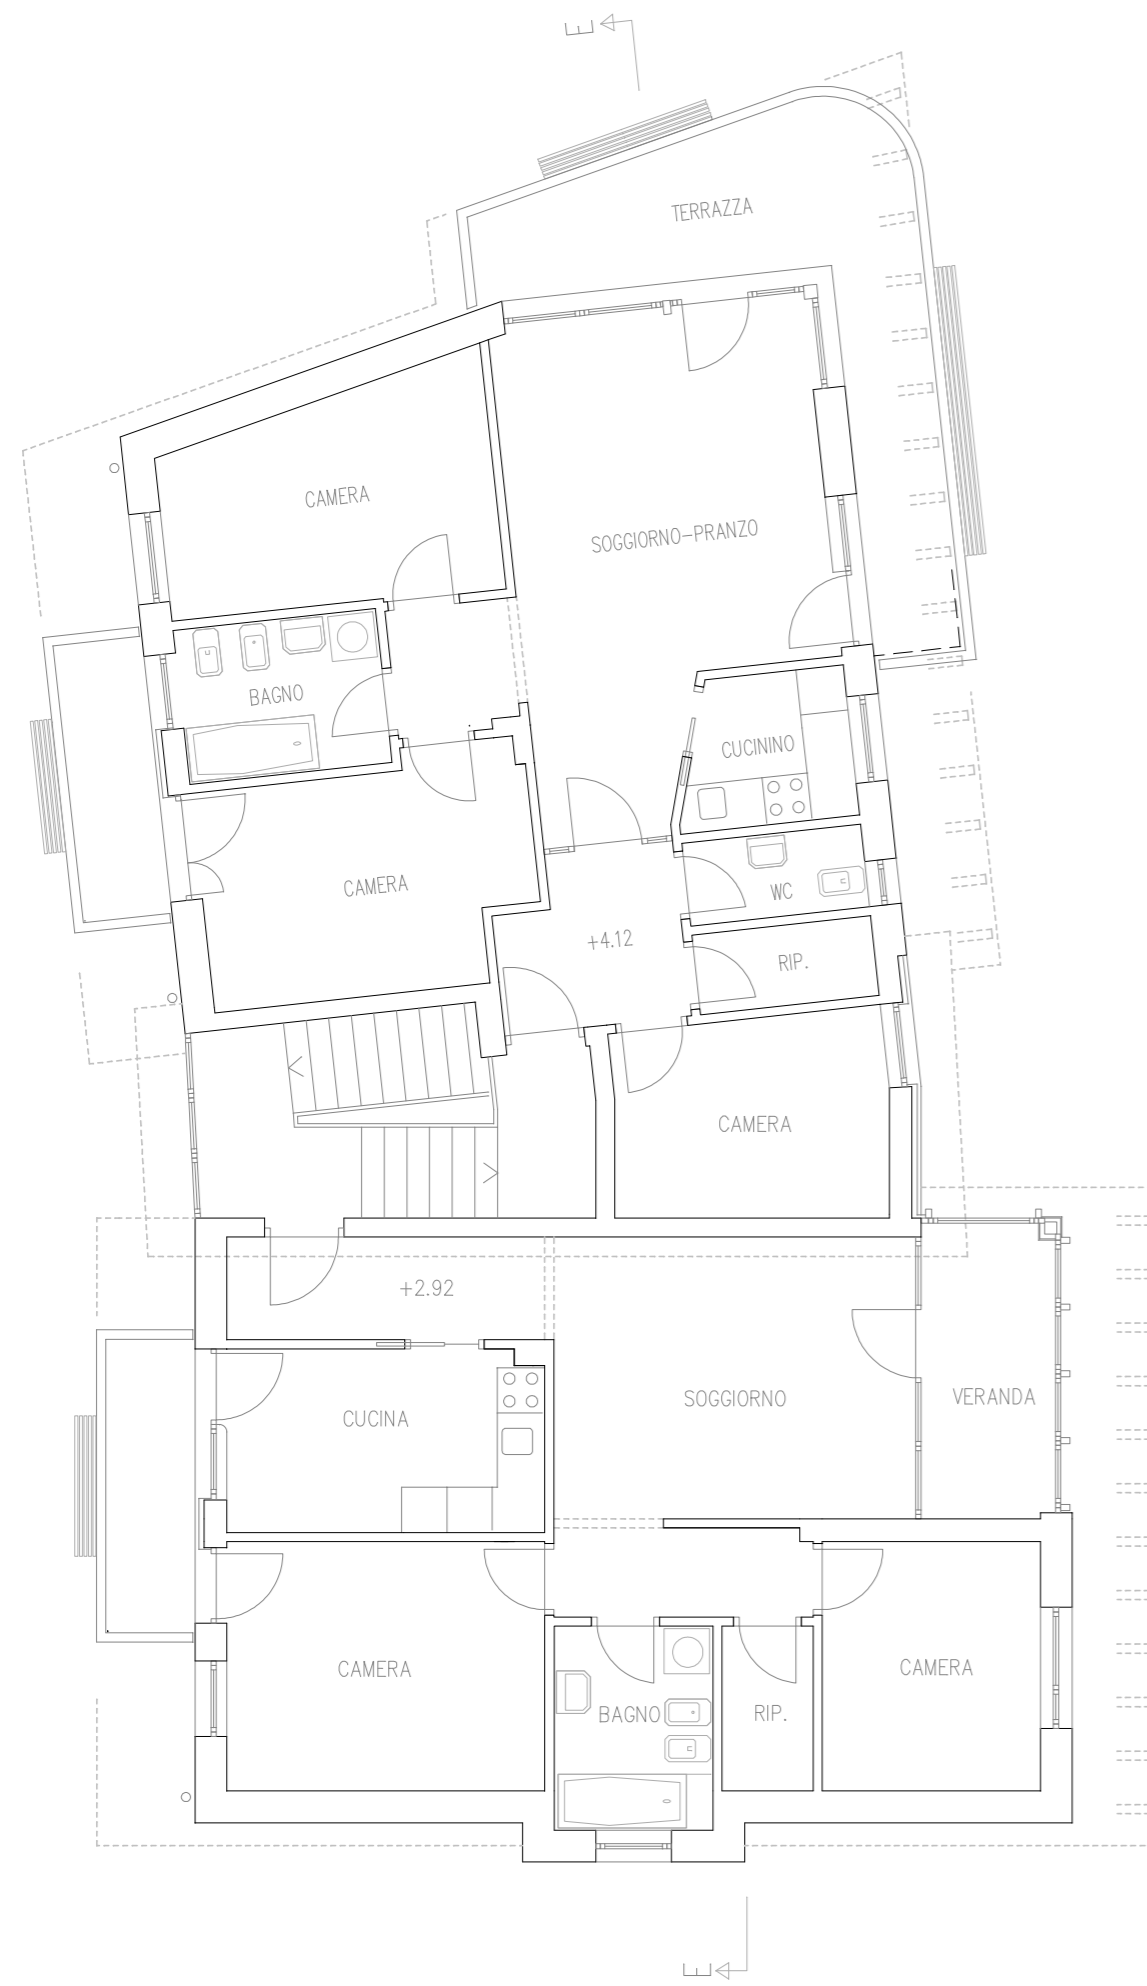 E
TERRAZZA
CAMERA
SOGGIORNO-PRANZO
BAGNO
CUCININO
CAMERA
WC
+4.12
RIP.
CAMERA
+2.92
SOGGIORNO
VERANDA
CUCINA
CAMERA
CAMERA
BAGNO
RIP.
E